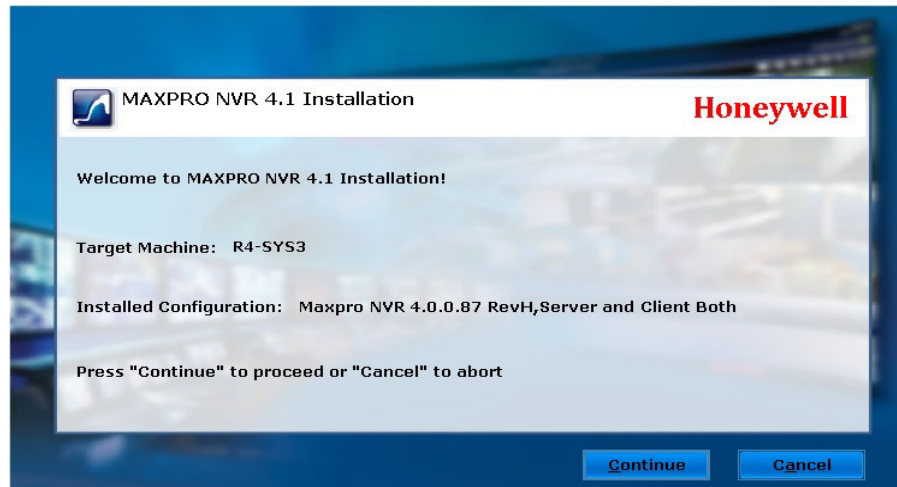 MAXPRO NVR 4.1 Installation
Honeywell
Welcome to MAXPRO NVR 4.1 Installation!
Target Machine: R4-SYS3
Installed Configuration: Maxpro NVR 4.0.0.87 RevH,Server and Client Both
Press "Continue" to proceed or "Cancel" to abort
Continue Cancel